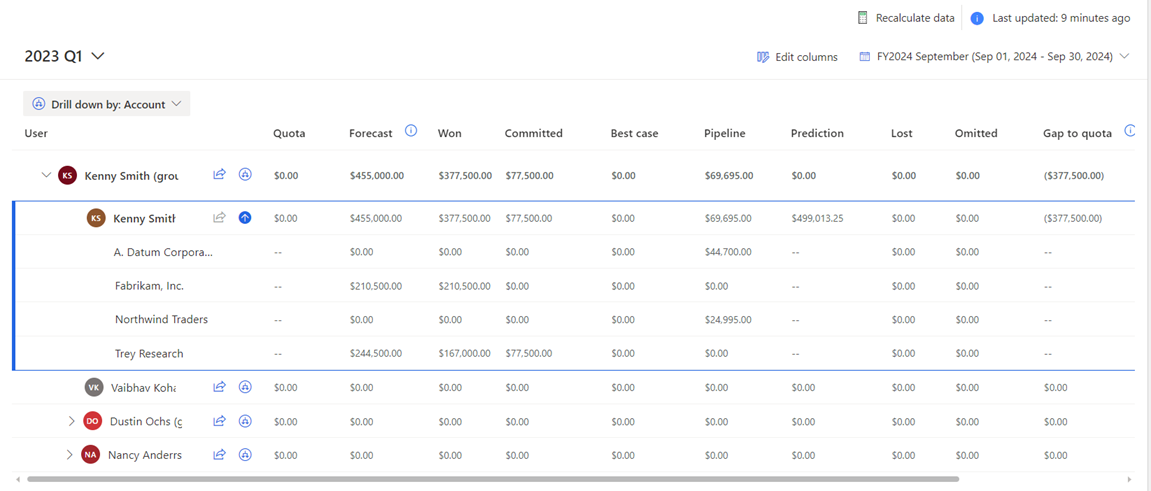 Recalculate data Last updated: 9 minutes ago
2023 Q1 Edit columns FY2024 September (Sep 01, 2024 - Sep 30, 2024)
Drill down by: Account
User Quota Forecast Won Committed Best case Pipeline Prediction Lost Omitted Gap to quota
KS Kenny Smith (grou $0.00 $455,000.00 $377,500.00 $77,500.00 $0.00 $69,695.00 $0.00 $0.00 $0.00 ($377,500.00)
KS Kenny Smith $0.00 $455,000.00 $377,500.00 $77,500.00 $0.00 $69,695.00 $499,013.25 $0.00 $0.00 ($377,500.00)
A. Datum Corpora... -- $0.00 $0.00 $0.00 $0.00 $44,700.00 -- $0.00 $0.00 --
Fabrikam, Inc. -- $210,500.00 $210,500.00 $0.00 $0.00 $0.00 -- $0.00 $0.00 --
Northwind Traders -- $0.00 $0.00 $0.00 $0.00 $24,995.00 -- $0.00 $0.00 --
Trey Research -- $244,500.00 $167,000.00 $77,500.00 $0.00 $0.00 -- $0.00 $0.00 --
VK Vaibhav Koha $0.00 $0.00 $0.00 $0.00 $0.00 $0.00 $0.00 $0.00 $0.00 $0.00
DO Dustin Ochs (g $0.00 $0.00 $0.00 $0.00 $0.00 $0.00 $0.00 $0.00 $0.00 $0.00
NA Nancy Anders $0.00 $0.00 $0.00 $0.00 $0.00 $0.00 $0.00 $0.00 $0.00 $0.00